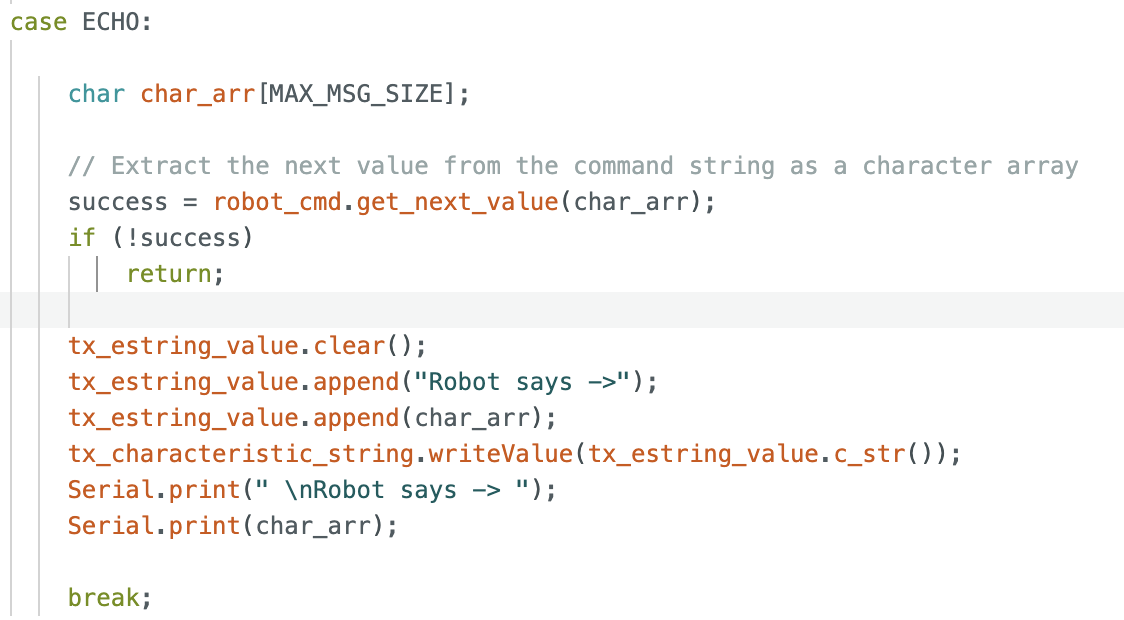 case ECHO:
char char_arr[MAX_MSG_SIZE];
// Extract the next value from the command string as a character array
success = robot_cmd.get_next_value(char_arr);
if (!success)
return;
tx_estring_value.clear();
tx_estring_value.append("Robot says ->");
tx_estring_value.append(char_arr);
tx_characteristic_string.writeValue(tx_estring_value.c_str());
Serial.print(" \nRobot says -> ");
Serial.print(char_arr);
break;